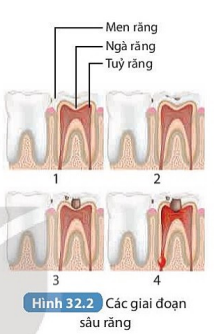 Men răng
Ngà răng
Tuỷ răng
1
2
3
4
Hình 32.2 Các giai đoạn
sâu răng